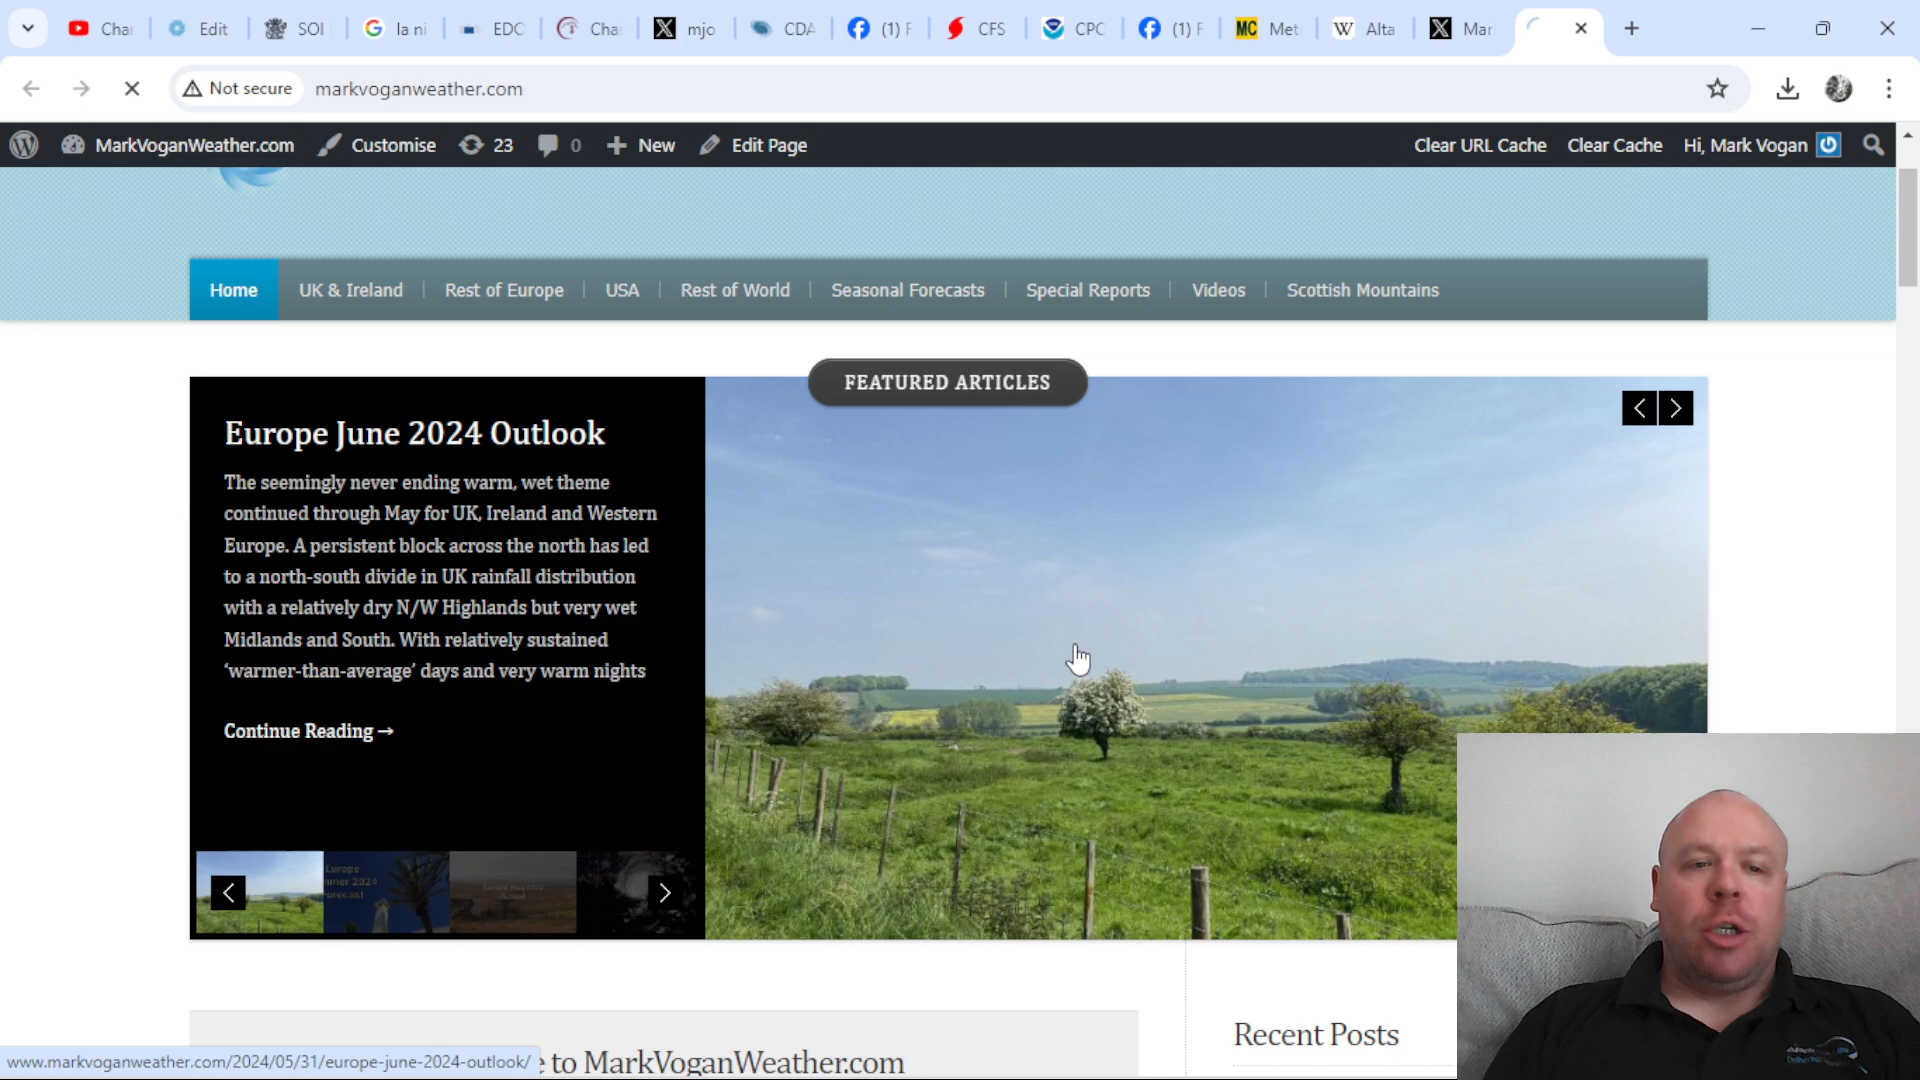 Cha
Edit
SOI
la ni
EDC
Cha
mjo
CDA
(1) F
CFS
CPC
(1) F
MC Met
W Alta
Mar
Not secure markvoganweather.com
MarkVoganWeather.com Customise 23 0 New Edit Page Clear URL Cache Clear Cache Hi, Mark Vogan
Home UK & Ireland Rest of Europe USA Rest of World Seasonal Forecasts Special Reports Videos Scottish Mountains
FEATURED ARTICLES
Europe June 2024 Outlook
The seemingly never ending warm, wet theme
continued through May for UK, Ireland and Western
Europe. A persistent block across the north has led
to a north-south divide in UK rainfall distribution
with a relatively dry N/W Highlands but very wet
Midlands and South. With relatively sustained
‘warmer-than-average’ days and very warm nights
Continue Reading →
Europe
mer 2024
orecast
Recent Posts
e to MarkVoganWeather.com
www.markvoganweather.com/2024/05/31/europe-june-2024-outlook/